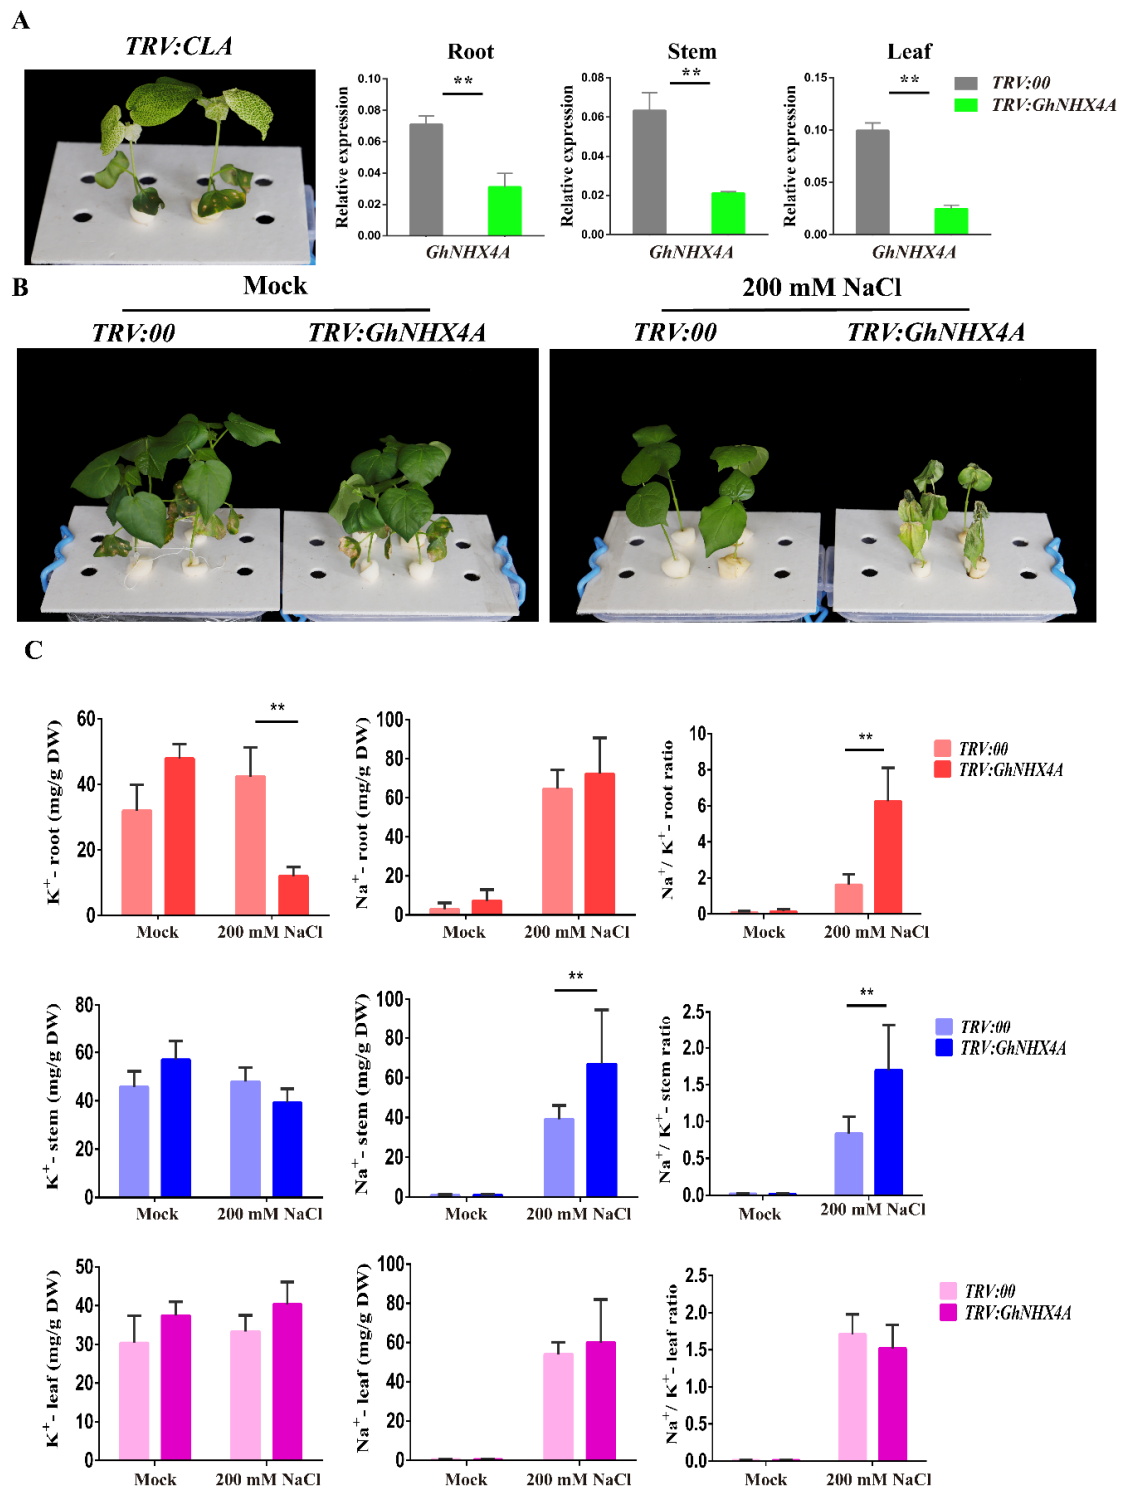 A
TRV:CLA
Root
Stem
Leaf
Relative expression
0.10
0.08
0.06
0.04
0.02
0.00
**
GhNHX4A
Relative expression
0.08
0.06
0.04
0.02
0.00
**
GhNHX4A
Relative expression
0.15
0.10
0.05
0.00
**
GhNHX4A
TRV:00
TRV:GhNHX4A
B
Mock
200 mM NaCl
TRV:00
TRV:GhNHX4A
TRV:00
TRV:GhNHX4A
C
K⁺- root (mg/g DW)
60
40
20
0
**
Mock
200 mM NaCl
Na⁺- root (mg/g DW)
100
80
60
40
20
0
Mock
200 mM NaCl
Na⁺/ K⁺- root ratio
10
8
6
4
2
0
**
Mock
200 mM NaCl
TRV:00
TRV:GhNHX4A
K⁺- stem (mg/g DW)
80
60
40
20
0
Mock
200 mM NaCl
Na⁺- stem (mg/g DW)
100
80
60
40
20
0
**
Mock
200 mM NaCl
Na⁺/ K⁺- stem ratio
2.5
2.0
1.5
1.0
0.5
0.0
**
Mock
200 mM NaCl
TRV:00
TRV:GhNHX4A
K⁺- leaf (mg/g DW)
50
40
30
20
10
0
Mock
200 mM NaCl
Na⁺- leaf (mg/g DW)
100
80
60
40
20
0
Mock
200 mM NaCl
Na⁺/ K⁺- leaf ratio
2.5
2.0
1.5
1.0
0.5
0.0
Mock
200 mM NaCl
TRV:00
TRV:GhNHX4A